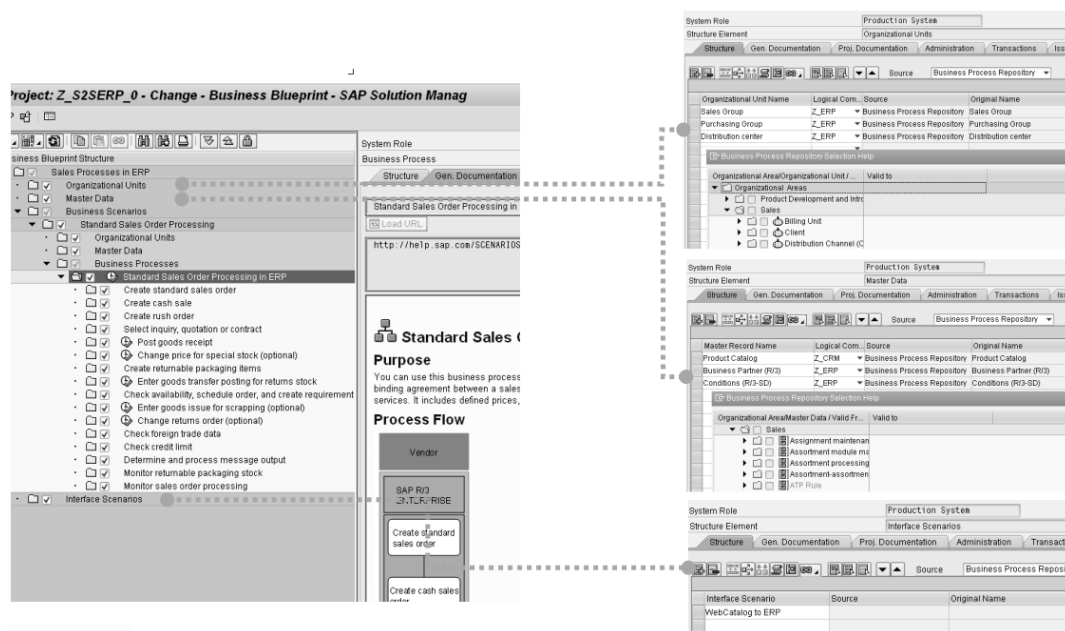 Project: Z_S2SERP_0 - Change - Business Blueprint - SAP Solution Manag
siness Blueprint Structure
Sales Processes in ERP
Organizational Units
Master Data
Business Scenarios
Standard Sales Order Processing
Organizational Units
Master Data
Business Processes
Standard Sales Order Processing in ERP
Create standard sales order
Create cash sale
Create rush order
Select inquiry, quotation or contract
Post goods receipt
Change price for special stock (optional)
Create returnable packaging items
Enter goods transfer posting for returns stock
Check availability, schedule order, and create requirement
Enter goods issue for scrapping (optional)
Change returns order (optional)
Check foreign trade data
Check credit limit
Determine and process message output
Monitor returnable packaging stock
Monitor sales order processing
Interface Scenarios
System Role
Business Process
Structure Gen. Documentation
Standard Sales Order Processing in
Load URL
http://help.sap.com/SCENARIOS
Standard Sales
Purpose
You can use this business process
binding agreement between a sales
services. It includes defined prices,
Process Flow
Vendor
SAP R/3
ENTERPRISE
Create standard
sales order
Create cash sales
order
System Role Production System
Structure Element Organizational Units
Structure Gen. Documentation Proj. Documentation Administration Transactions Iss
Source Business Process Repository
Organizational Unit Name Logical Com... Source Original Name
Sales Group Z_ERP Business Process Repository Sales Group
Purchasing Group Z_ERP Business Process Repository Purchasing Group
Distribution center Z_ERP Business Process Repository Distribution center
Business Process Repository Selection Help
Organizational Area/Organizational Unit / ... Valid to
Organizational Areas
Product Development and Intro
Sales
Billing Unit
Client
Distribution Channel (C
System Role Production System
Structure Element Master Data
Structure Gen. Documentation Proj. Documentation Administration Transactions Iss
Source Business Process Repository
Master Record Name Logical Com... Source Original Name
Product Catalog Z_CRM Business Process Repository Product Catalog
Business Partner (R/3) Z_ERP Business Process Repository Business Partner (R/3)
Conditions (R/3-SD) Z_ERP Business Process Repository Conditions (R/3-SD)
Business Process Repository Selection Help
Organizational Area/Master Data / Valid Fr... Valid to
Sales
Assignment maintenan
Assortment module ma
Assortment processing
Assortment-assortmen
ATP Rule
System Role Production System
Structure Element Interface Scenarios
Structure Gen. Documentation Proj. Documentation Administration Transact
Source Business Process Reposi
Interface Scenario Source Original Name
WebCatalog to ERP